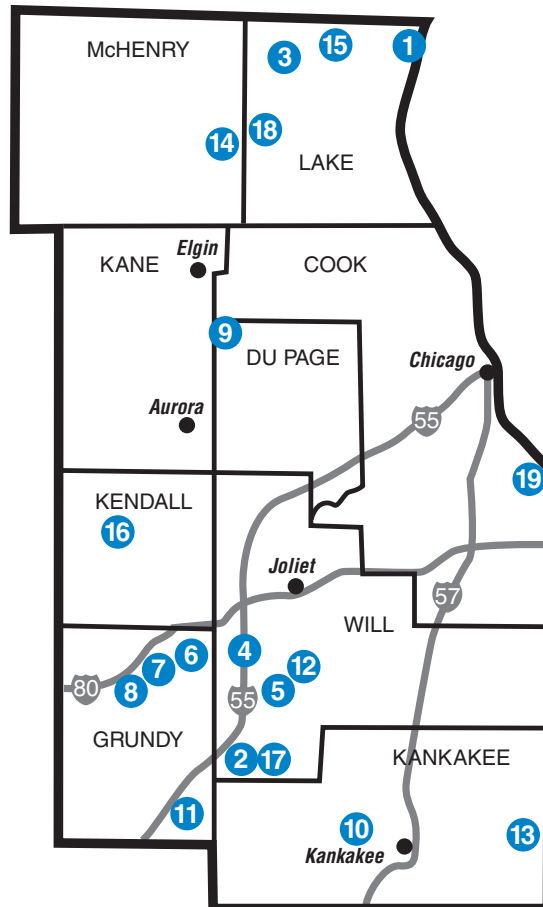 McHENRY
3
15
1
14
18
LAKE
KANE
Elgin
COOK
9
DU PAGE
Chicago
Aurora
55
KENDALL
16
19
Joliet
57
WILL
4
6
12
7
5
8
80
55
GRUNDY
2
17
KANKAKEE
11
10
13
Kankakee